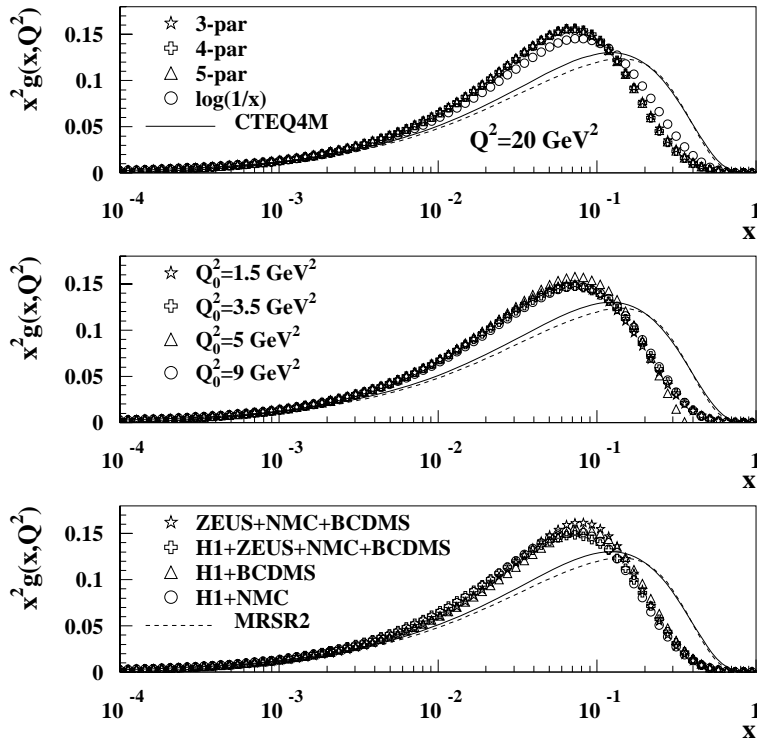 x²g(x,Q²)
0.15
0.1
0.05
0
3-par
4-par
5-par
log(1/x)
CTEQ4M
Q²=20 GeV²
10⁻⁴ 10⁻³ 10⁻² 10⁻¹ 1
x
x²g(x,Q²)
0.15
0.1
0.05
0
Q₀²=1.5 GeV²
Q₀²=3.5 GeV²
Q₀²=5 GeV²
Q₀²=9 GeV²
10⁻⁴ 10⁻³ 10⁻² 10⁻¹ 1
x
x²g(x,Q²)
0.15
0.1
0.05
0
ZEUS+NMC+BCDMS
H1+ZEUS+NMC+BCDMS
H1+BCDMS
H1+NMC
MRSR2
10⁻⁴ 10⁻³ 10⁻² 10⁻¹ 1
x